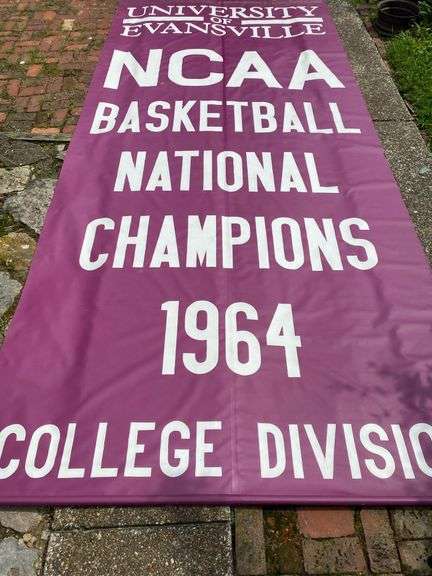 UNIVERSITY
OF
EVANSVILLE
NCAA
BASKETBALL
NATIONAL
CHAMPIONS
1964
COLLEGE DIVISIO